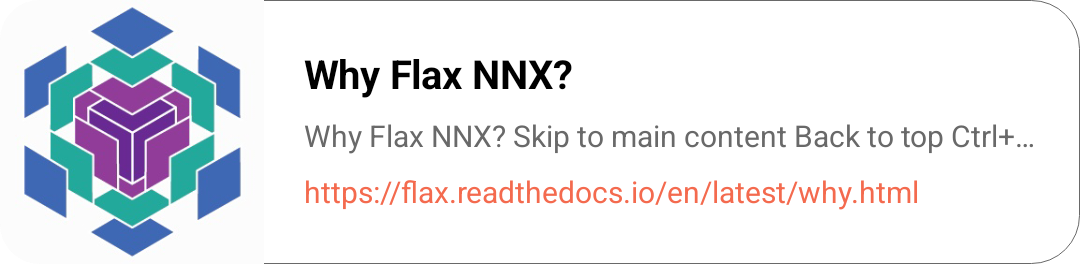 Why Flax NNX?
Why Flax NNX? Skip to main content Back to top Ctrl+...
https://flax.readthedocs.io/en/latest/why.html